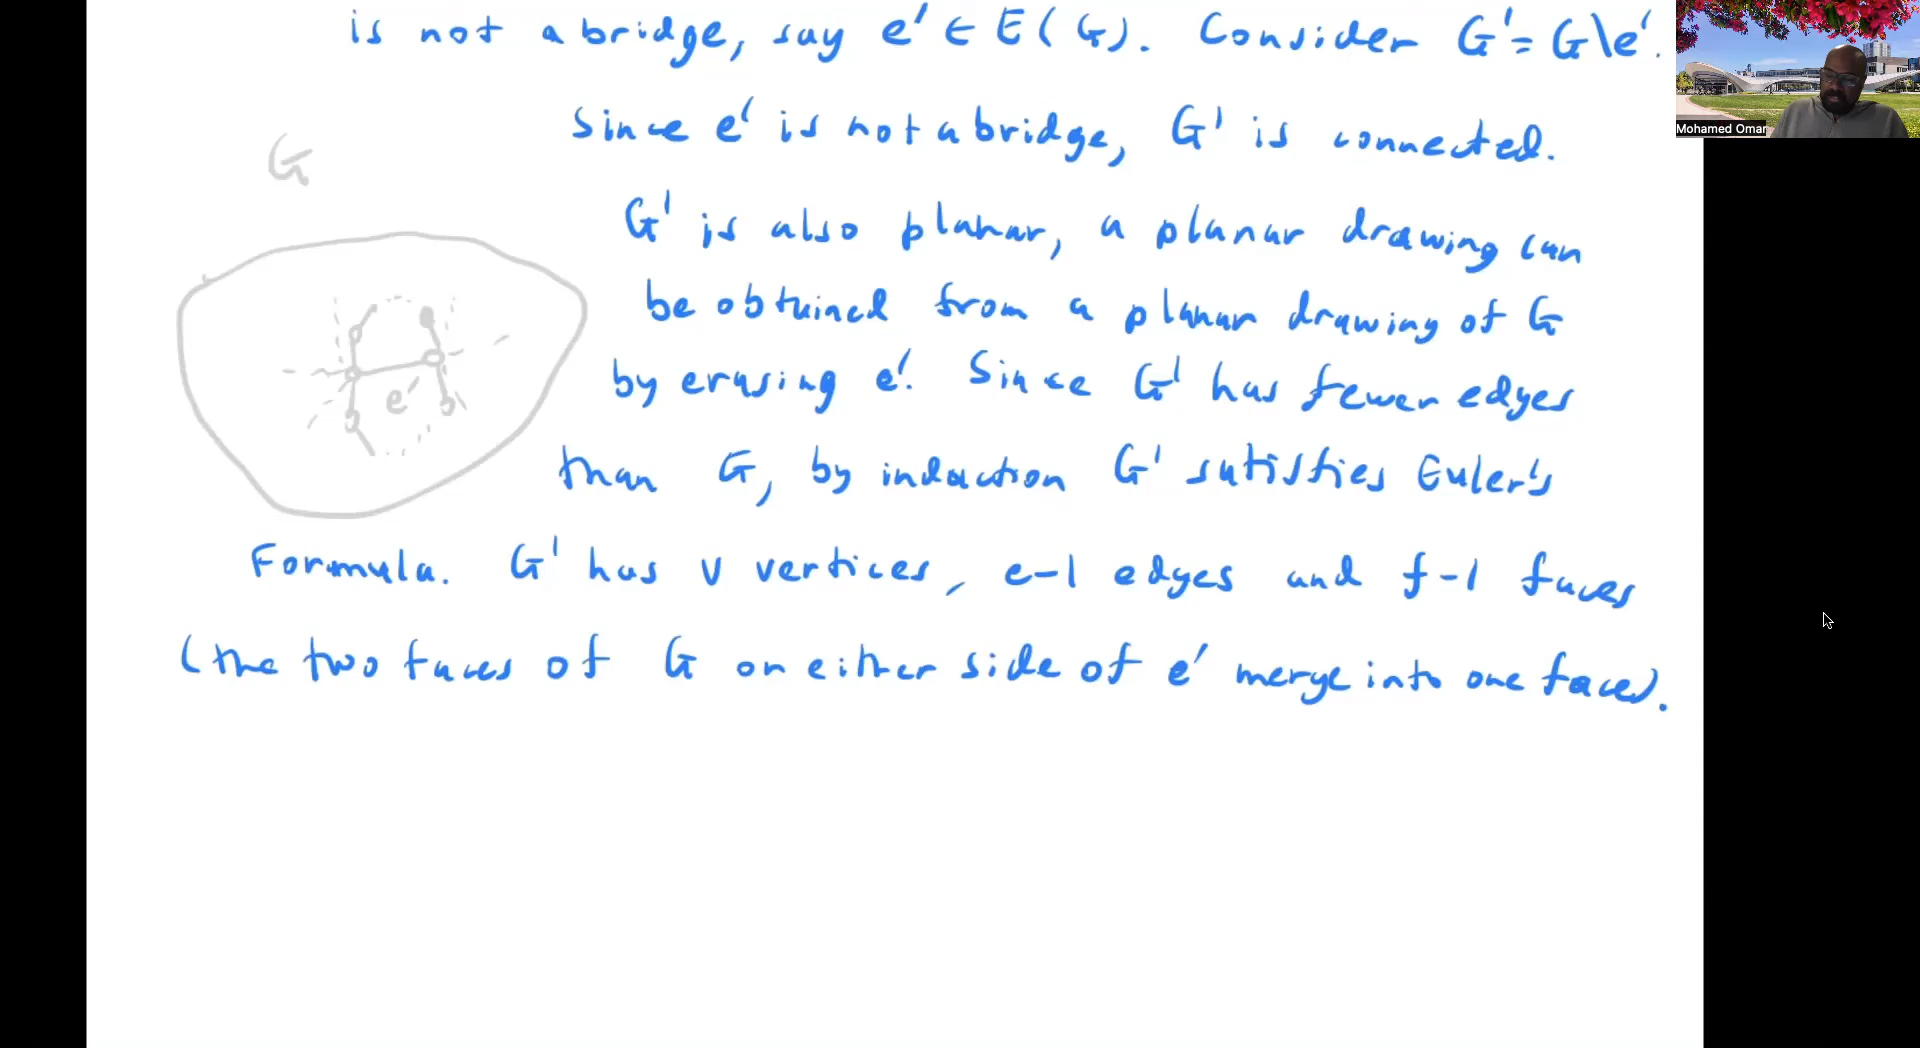 is not a bridge, say e' ∈ E(G). Consider G' = G\e'.
Since e' is not a bridge, G' is connected.
G
G' is also planar, a planar drawing can
be obtained from a planar drawing of G
by erasing e'. Since G' has fewer edges
e'
than G, by induction G' satisfies Euler's
Formula. G' has v vertices, e-1 edges and f-1 faces
(the two faces of G on either side of e' merge into one face).
Mohamed Omar